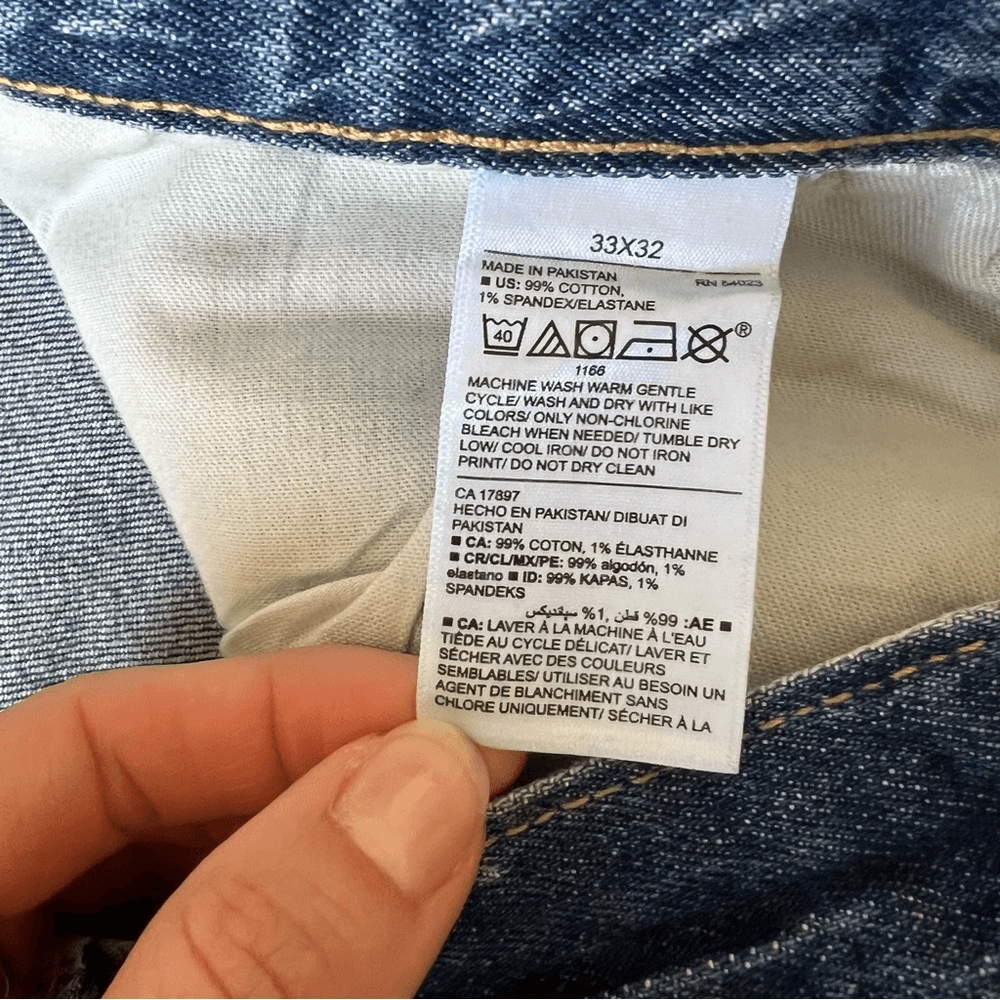 33X32
MADE IN PAKISTAN
RN 54023
■ US: 99% COTTON,
1% SPANDEX/ELASTANE
40
®
1166
MACHINE WASH WARM GENTLE
CYCLE/ WASH AND DRY WITH LIKE
COLORS/ ONLY NON-CHLORINE
BLEACH WHEN NEEDED/ TUMBLE DRY
LOW/ COOL IRON/ DO NOT IRON
PRINT/ DO NOT DRY CLEAN
CA 17897
HECHO EN PAKISTAN/ DIBUAT DI
PAKISTAN
■ CA: 99% COTON, 1% ÉLASTHANNE
■ CR/CL/MX/PE: 99% algodón, 1%
elastano ■ ID: 99% KAPAS, 1%
SPANDEKS
■ AE: 99% قطن, 1% سبقنديكس
■ CA: LAVER À LA MACHINE À L'EAU
TIÈDE AU CYCLE DÉLICAT/ LAVER ET
SÉCHER AVEC DES COULEURS
SEMBLABLES/ UTILISER AU BESOIN UN
AGENT DE BLANCHIMENT SANS
CHLORE UNIQUEMENT/ SÉCHER À LA